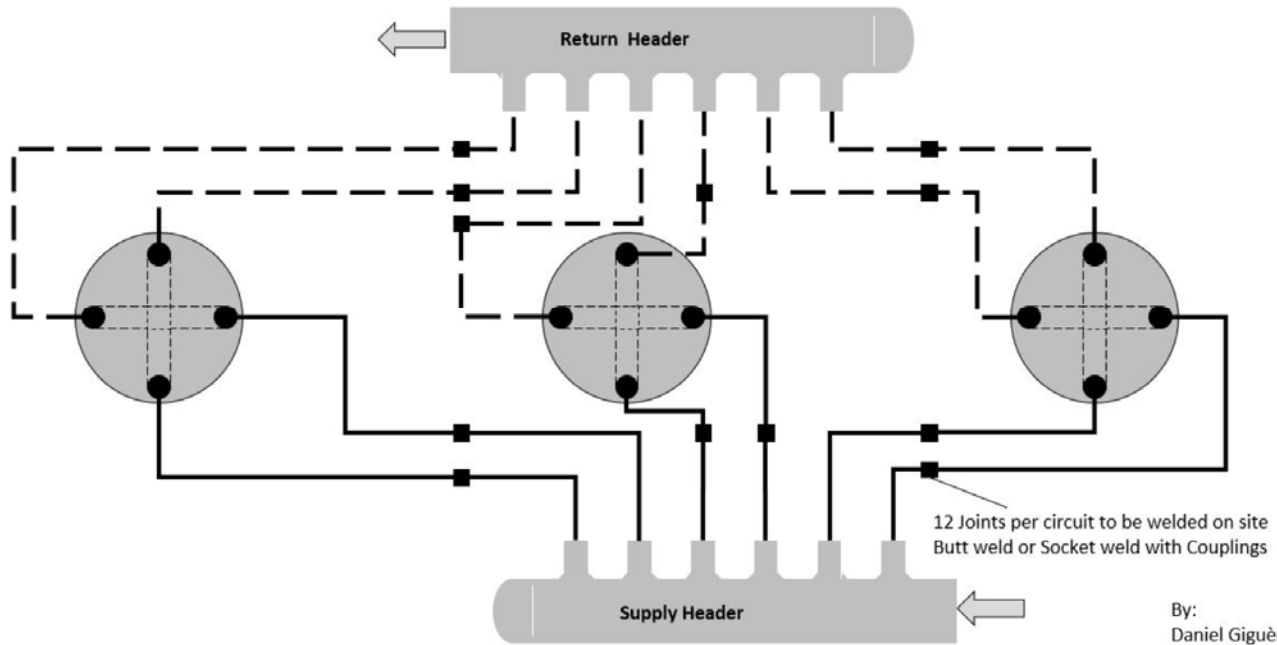 Return Header
12 Joints per circuit to be welded on site
Butt weld or Socket weld with Couplings
Supply Header
By:
Daniel Giguè